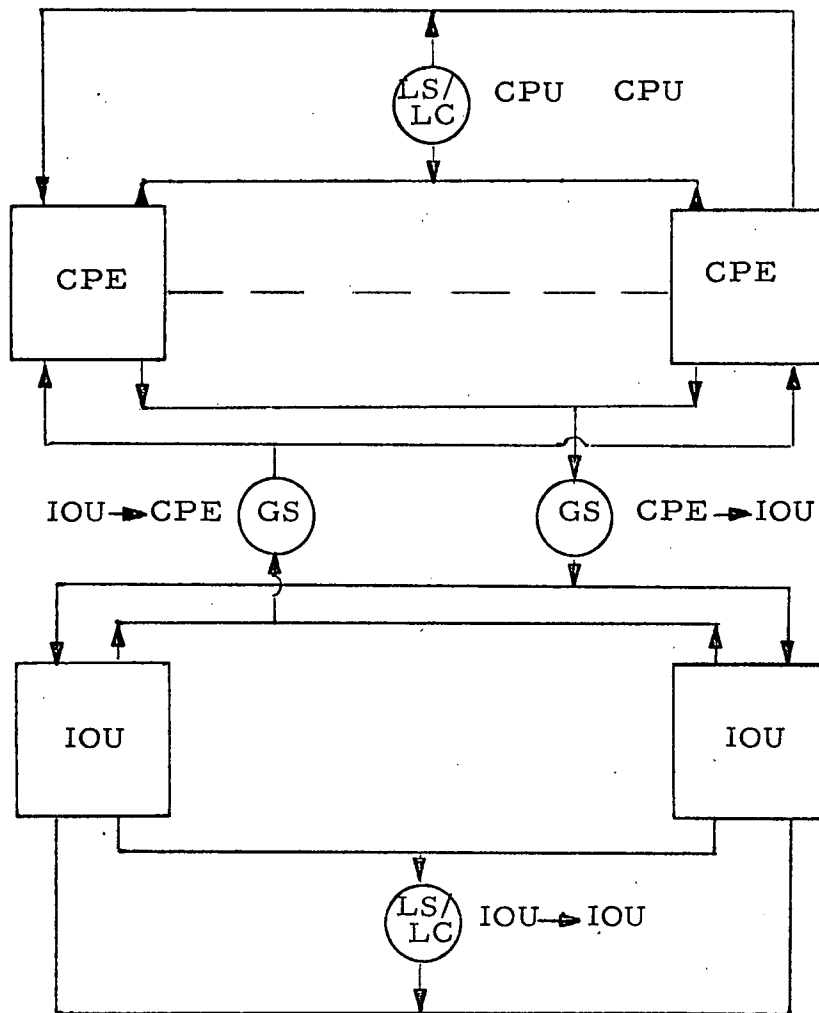 LS/
LC
CPU CPU
CPE
CPE
IOU→CPE
GS
GS
CPE→IOU
IOU
IOU
LS/
LC
IOU→IOU